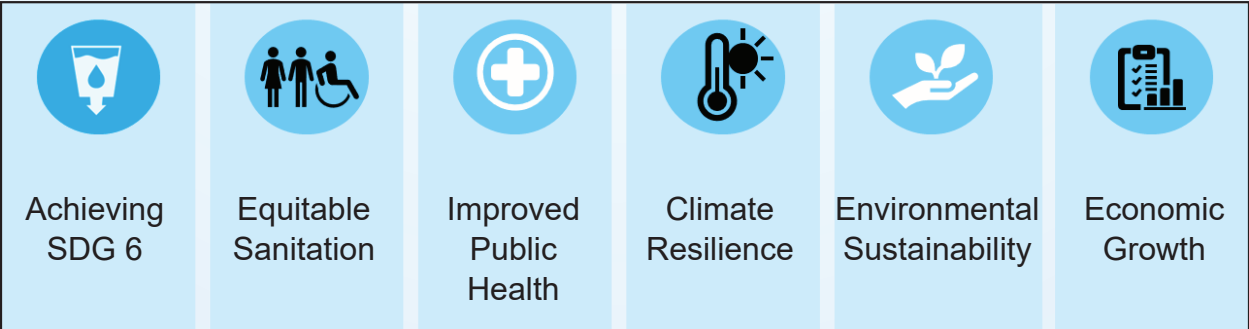 Achieving
SDG 6
Equitable
Sanitation
Improved
Public
Health
Climate
Resilience
Environmental
Sustainability
Economic
Growth